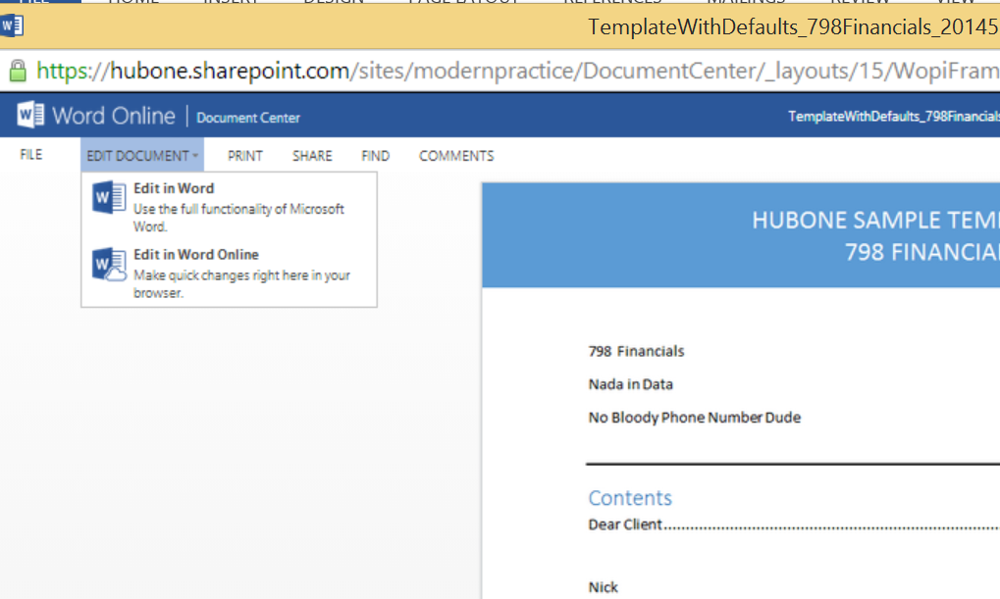 FILE HOME INSERT DESIGN PAGE LAYOUT REFERENCES MAILINGS REVIEW VIEW
W TemplateWithDefaults_798Financials_20145
https://hubone.sharepoint.com/sites/modernpractice/DocumentCenter/_layouts/15/WopiFram
W Word Online | Document Center TemplateWithDefaults_798Financials
FILE EDIT DOCUMENT PRINT SHARE FIND COMMENTS
W Edit in Word
Use the full functionality of Microsoft
Word.
W Edit in Word Online
Make quick changes right here in your
browser.
HUBONE SAMPLE TEM
798 FINANCIA
798 Financials
Nada in Data
No Bloody Phone Number Dude
Contents
Dear Client..........................................................................................
Nick